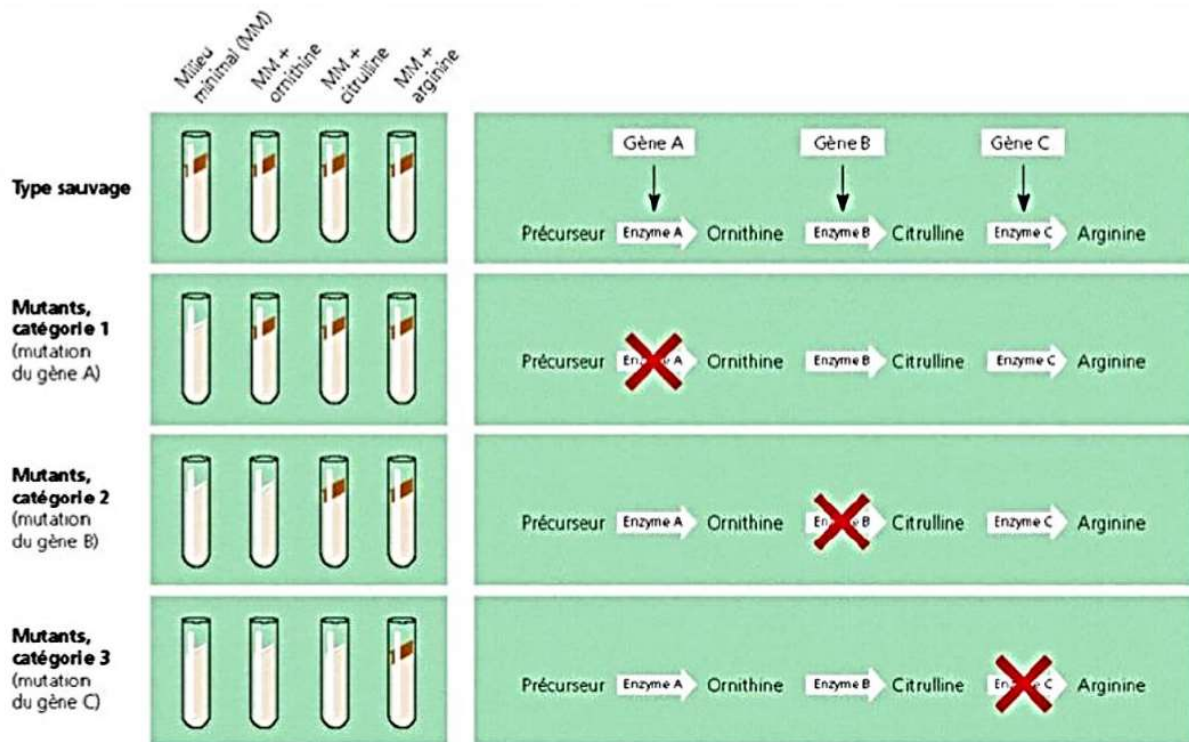 Milieu
minimal (MM)
MM +
ornithine
MM +
citrulline
MM +
arginine
Type sauvage
Gène A
Gène B
Gène C
Précurseur Enzyme A Ornithine Enzyme B Citrulline Enzyme C Arginine
Mutants,
catégorie 1
(mutation
du gène A)
Précurseur Enzyme A Ornithine Enzyme B Citrulline Enzyme C Arginine
Mutants,
catégorie 2
(mutation
du gène B)
Précurseur Enzyme A Ornithine Enzyme B Citrulline Enzyme C Arginine
Mutants,
catégorie 3
(mutation
du gène C)
Précurseur Enzyme A Ornithine Enzyme B Citrulline Enzyme C Arginine